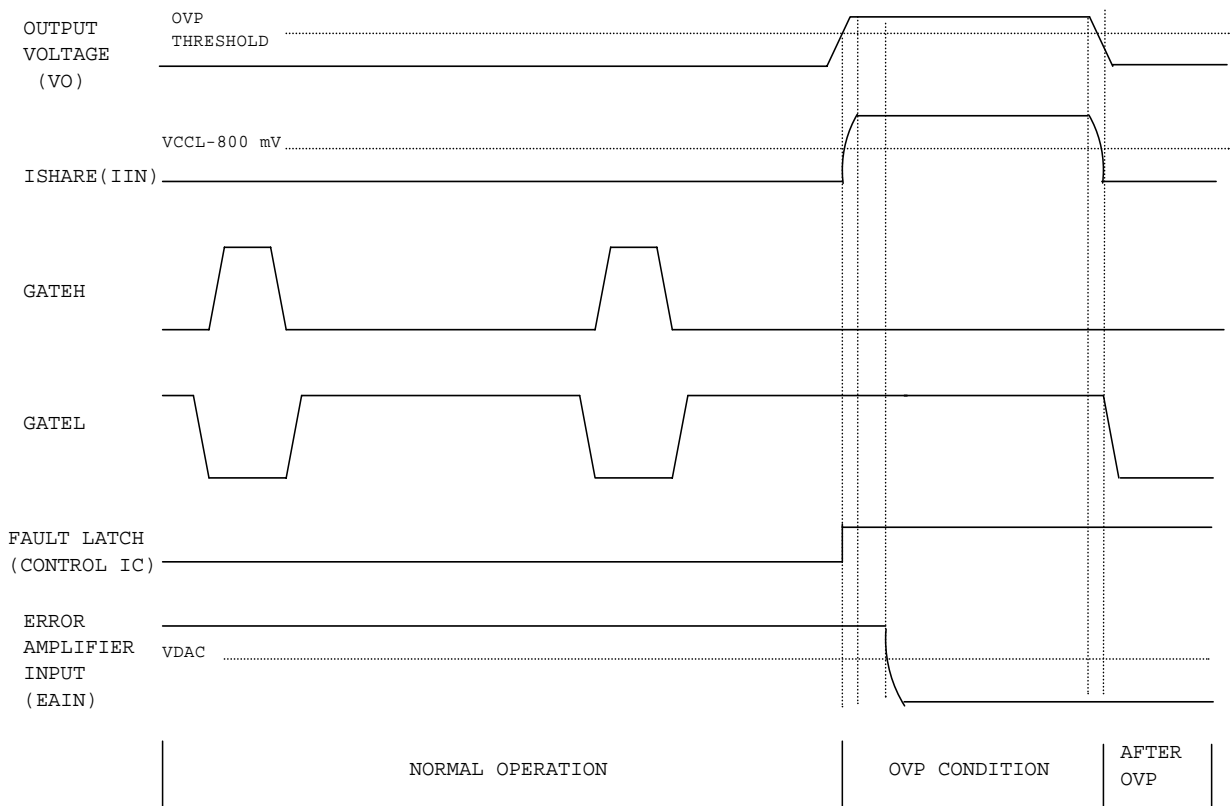 OUTPUT
VOLTAGE
(VO)
OVP
THRESHOLD
VCCL-800 mV
ISHARE(IIN)
GATEH
GATEL
FAULT LATCH
(CONTROL IC)
ERROR
AMPLIFIER
INPUT
(EAIN)
VDAC
NORMAL OPERATION
OVP CONDITION
AFTER
OVP